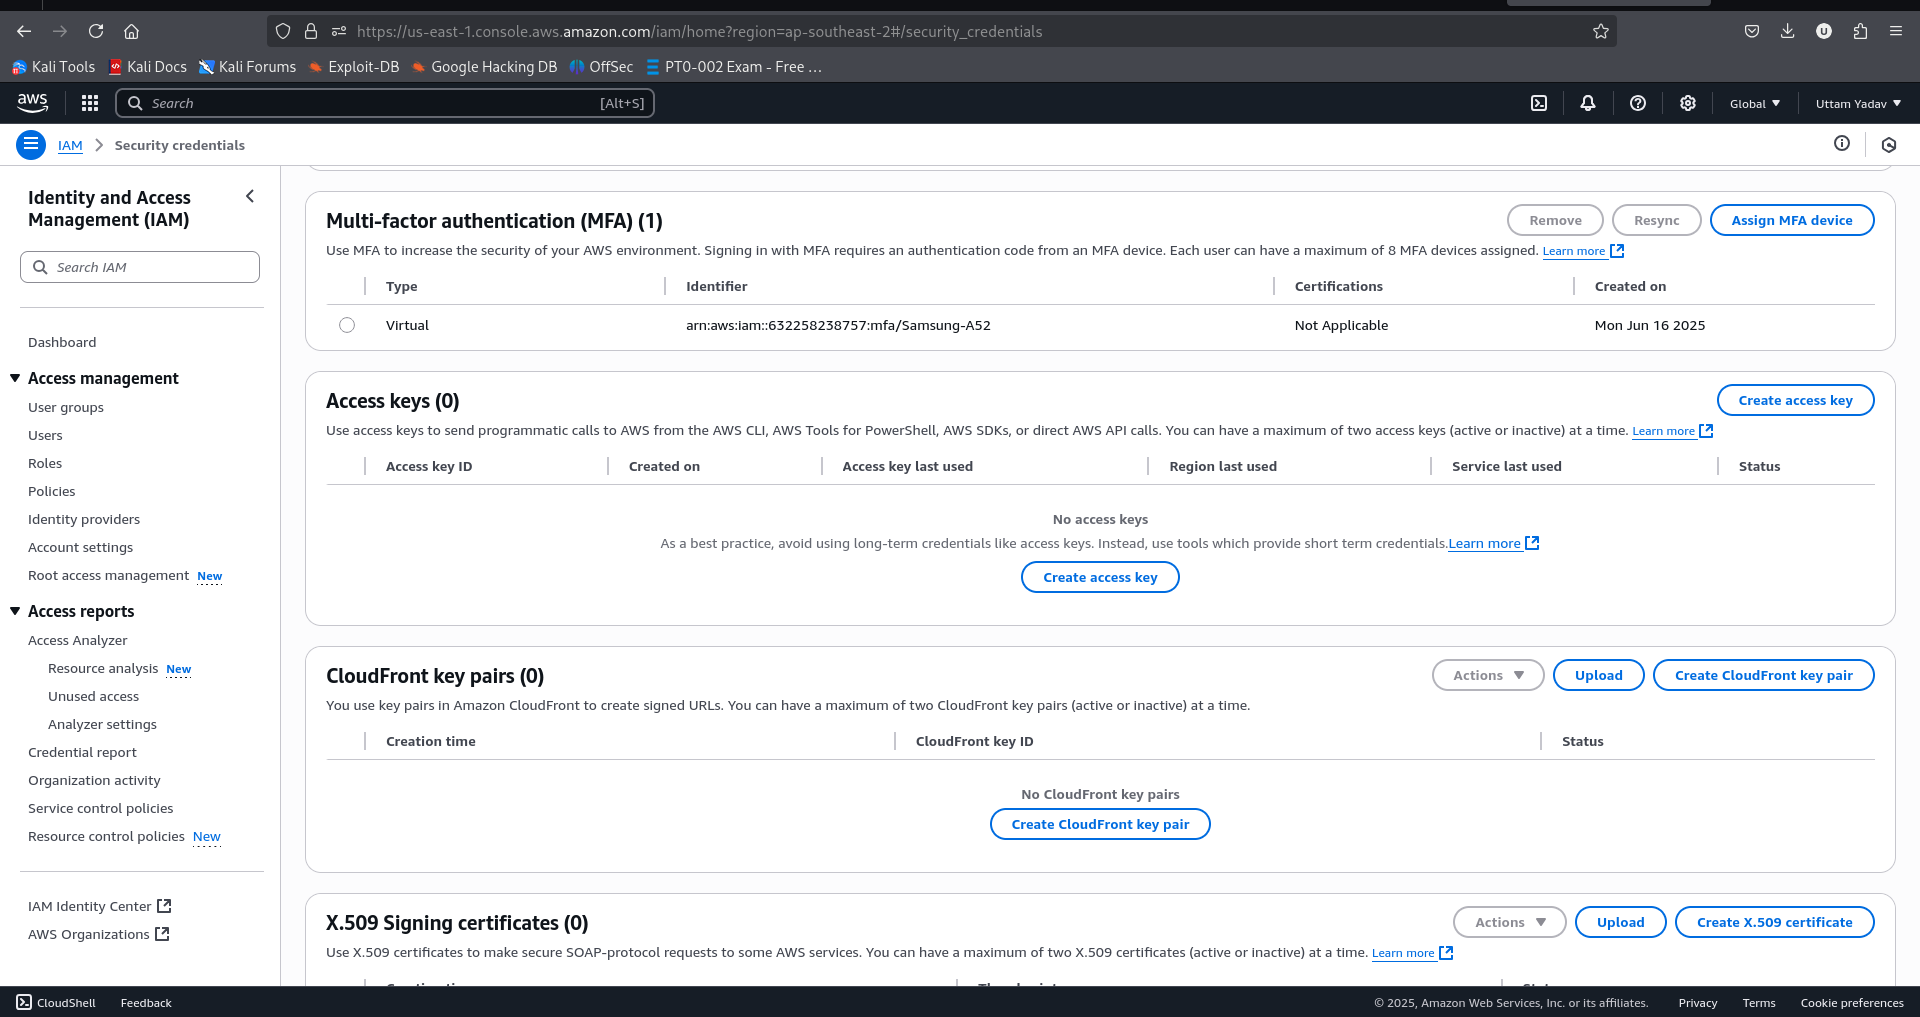 https://us-east-1.console.aws.amazon.com/iam/home?region=ap-southeast-2#/security_credentials
U
Kali Tools
Kali Docs
Kali Forums
Exploit-DB
Google Hacking DB
OffSec
PT0-002 Exam - Free …
aws
Search
[Alt+S]
Global
Uttam Yadav
IAM
Security credentials
Identity and Access
Management (IAM)
Search IAM
Dashboard
Access management
User groups
Users
Roles
Policies
Identity providers
Account settings
Root access management New
Access reports
Access Analyzer
Resource analysis New
Unused access
Analyzer settings
Credential report
Organization activity
Service control policies
Resource control policies New
IAM Identity Center
AWS Organizations
Multi-factor authentication (MFA) (1)
Remove
Resync
Assign MFA device
Use MFA to increase the security of your AWS environment. Signing in with MFA requires an authentication code from an MFA device. Each user can have a maximum of 8 MFA devices assigned. Learn more
Type
Identifier
Certifications
Created on
Virtual
arn:aws:iam::632258238757:mfa/Samsung-A52
Not Applicable
Mon Jun 16 2025
Access keys (0)
Create access key
Use access keys to send programmatic calls to AWS from the AWS CLI, AWS Tools for PowerShell, AWS SDKs, or direct AWS API calls. You can have a maximum of two access keys (active or inactive) at a time. Learn more
Access key ID
Created on
Access key last used
Region last used
Service last used
Status
No access keys
As a best practice, avoid using long-term credentials like access keys. Instead, use tools which provide short term credentials.Learn more
Create access key
CloudFront key pairs (0)
Actions
Upload
Create CloudFront key pair
You use key pairs in Amazon CloudFront to create signed URLs. You can have a maximum of two CloudFront key pairs (active or inactive) at a time.
Creation time
CloudFront key ID
Status
No CloudFront key pairs
Create CloudFront key pair
X.509 Signing certificates (0)
Actions
Upload
Create X.509 certificate
Use X.509 certificates to make secure SOAP-protocol requests to some AWS services. You can have a maximum of two X.509 certificates (active or inactive) at a time. Learn more
CloudShell
Feedback
© 2025, Amazon Web Services, Inc. or its affiliates.
Privacy
Terms
Cookie preferences